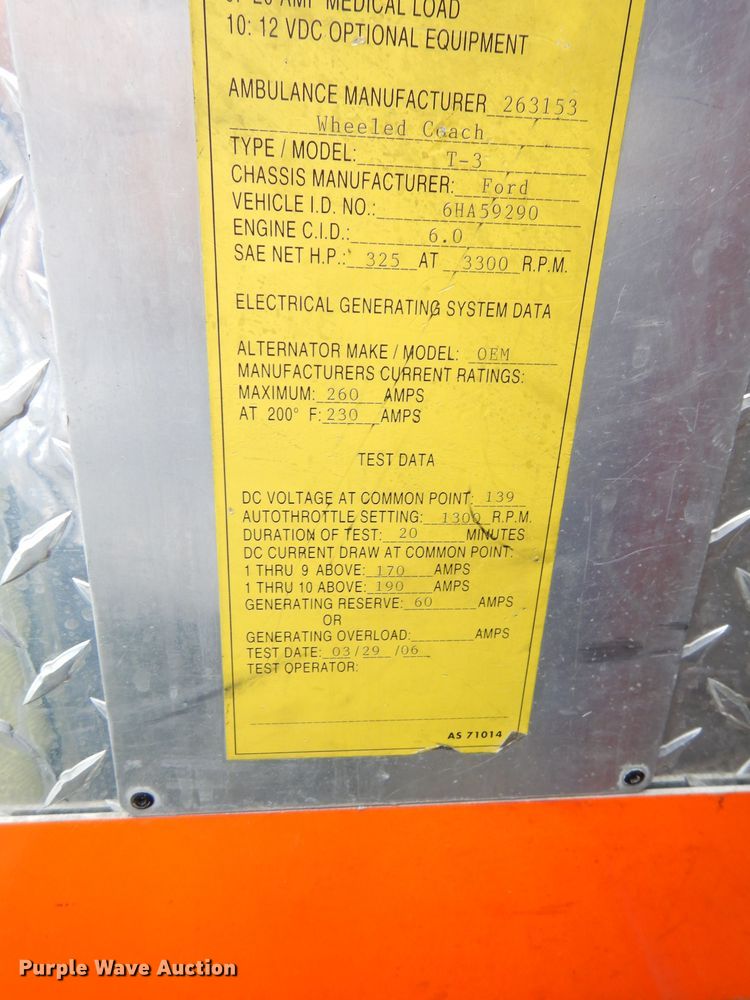 9: 20 AMP MEDICAL LOAD
10: 12 VDC OPTIONAL EQUIPMENT
AMBULANCE MANUFACTURER 263153
Wheeled Coach
TYPE / MODEL: T-3
CHASSIS MANUFACTURER: Ford
VEHICLE I.D. NO.: 6HA59290
ENGINE C.I.D.: 6.0
SAE NET H.P.: 325 AT 3300 R.P.M.
ELECTRICAL GENERATING SYSTEM DATA
ALTERNATOR MAKE / MODEL: OEM
MANUFACTURERS CURRENT RATINGS:
MAXIMUM: 260 AMPS
AT 200° F: 230 AMPS
TEST DATA
DC VOLTAGE AT COMMON POINT: 139
AUTOTHROTTLE SETTING: 1300 R.P.M.
DURATION OF TEST: 20 MINUTES
DC CURRENT DRAW AT COMMON POINT:
1 THRU 9 ABOVE: 170 AMPS
1 THRU 10 ABOVE: 190 AMPS
GENERATING RESERVE: 60 AMPS
OR
GENERATING OVERLOAD: AMPS
TEST DATE: 03/29 /06
TEST OPERATOR:
AS 71014
Purple Wave Auction